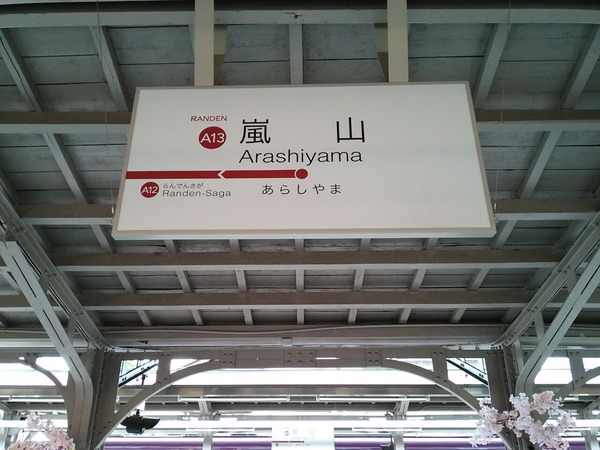 RANDEN
A13 嵐山
Arashiyama
あらしやま
A12 らんでんさが
Randen-Saga